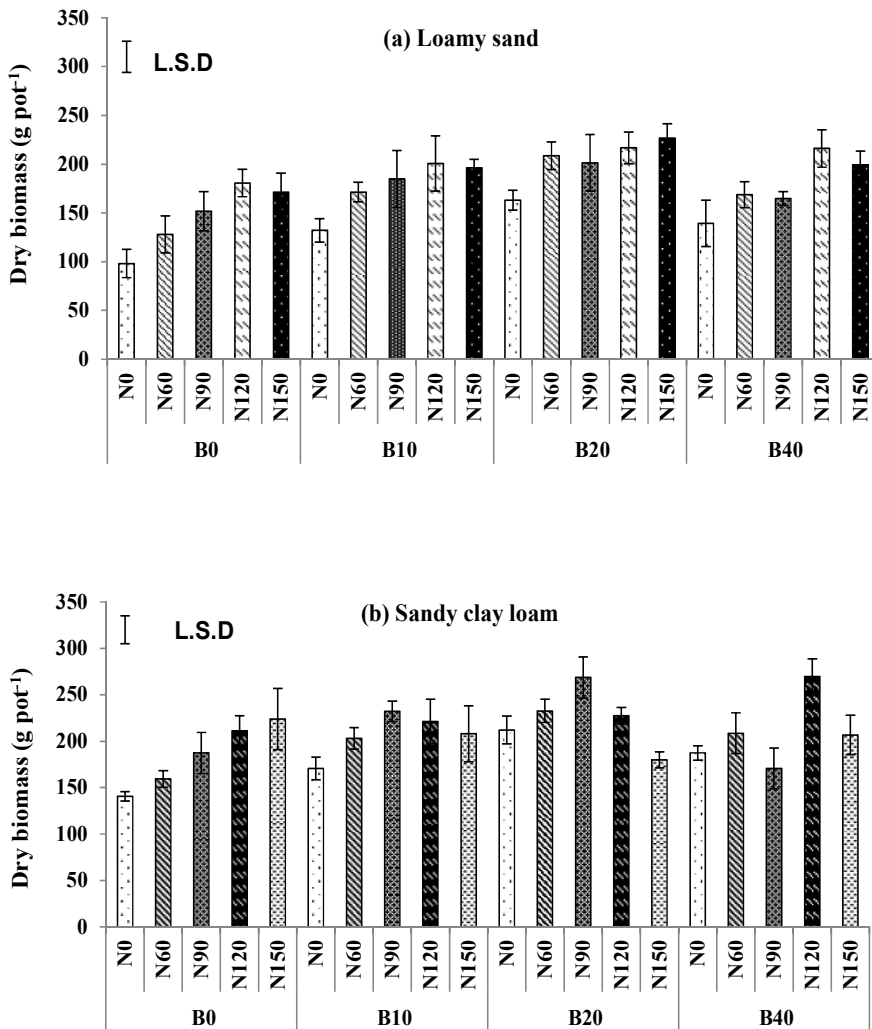 (a) Loamy sand
L.S.D
Dry biomass (g pot⁻¹)
350
300
250
200
150
100
50
0
N0 N60 N90 N120 N150 N0 N60 N90 N120 N150 N0 N60 N90 N120 N150 N0 N60 N90 N120 N150
B0 B10 B20 B40
(b) Sandy clay loam
L.S.D
Dry biomass (g pot⁻¹)
350
300
250
200
150
100
50
0
N0 N60 N90 N120 N150 N0 N60 N90 N120 N150 N0 N60 N90 N120 N150 N0 N60 N90 N120 N150
B0 B10 B20 B40